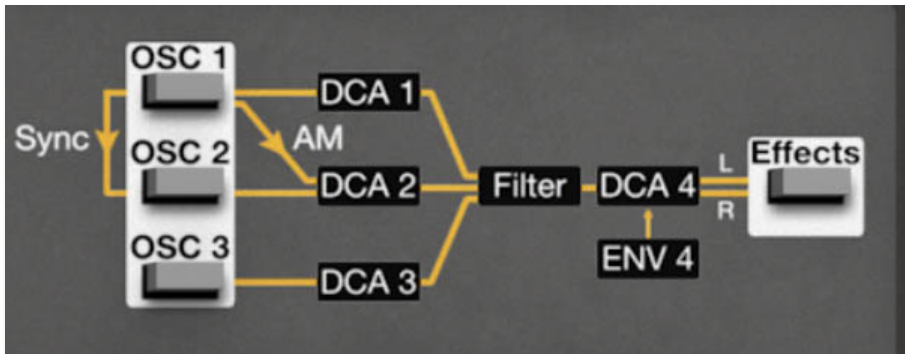 OSC 1
DCA 1
Sync
AM
OSC 2
DCA 2
Filter
DCA 4
L
R
Effects
OSC 3
DCA 3
ENV 4